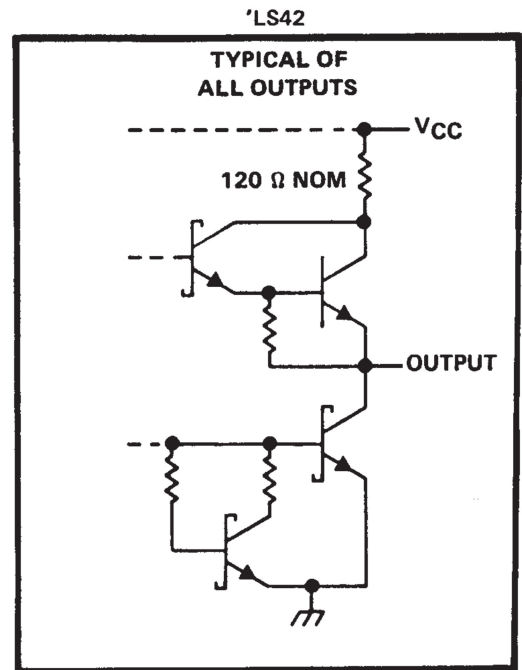 'LS42
TYPICAL OF
ALL OUTPUTS
VCC
120 Ω NOM
OUTPUT